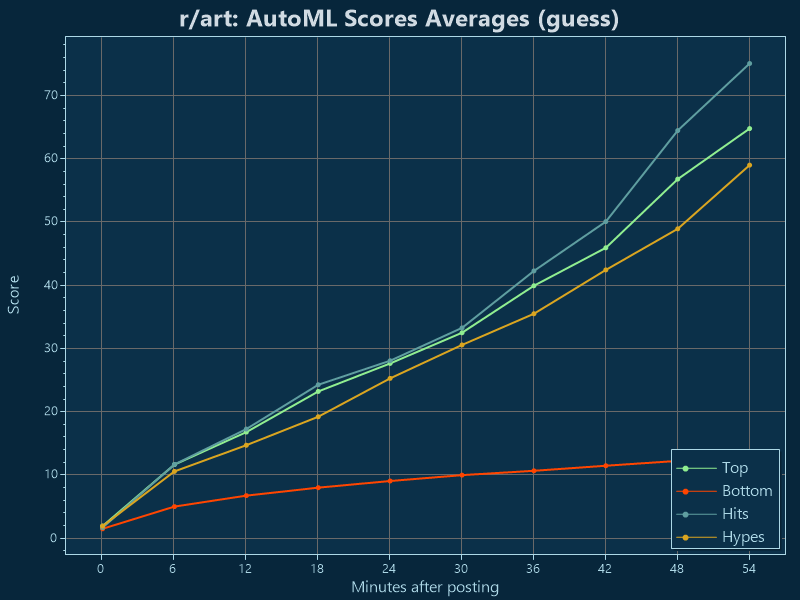 r/art: AutoML Scores Averages (guess)
70
60
50
40
30
20
10
0
Score
0 6 12 18 24 30 36 42 48 54
Minutes after posting
Top
Bottom
Hits
Hypes